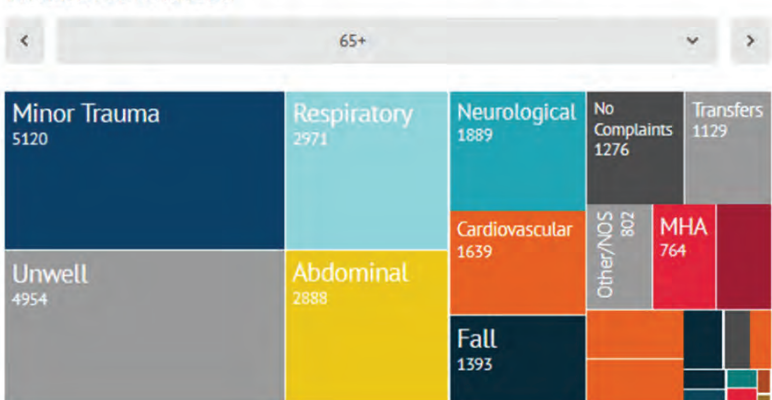 65+
Minor Trauma
5120
Respiratory
2971
Neurological
1889
No
Complaints
1276
Transfers
1129
Cardiovascular
1639
Other/NOS
802
MHA
764
Unwell
4954
Abdominal
2888
Fall
1393